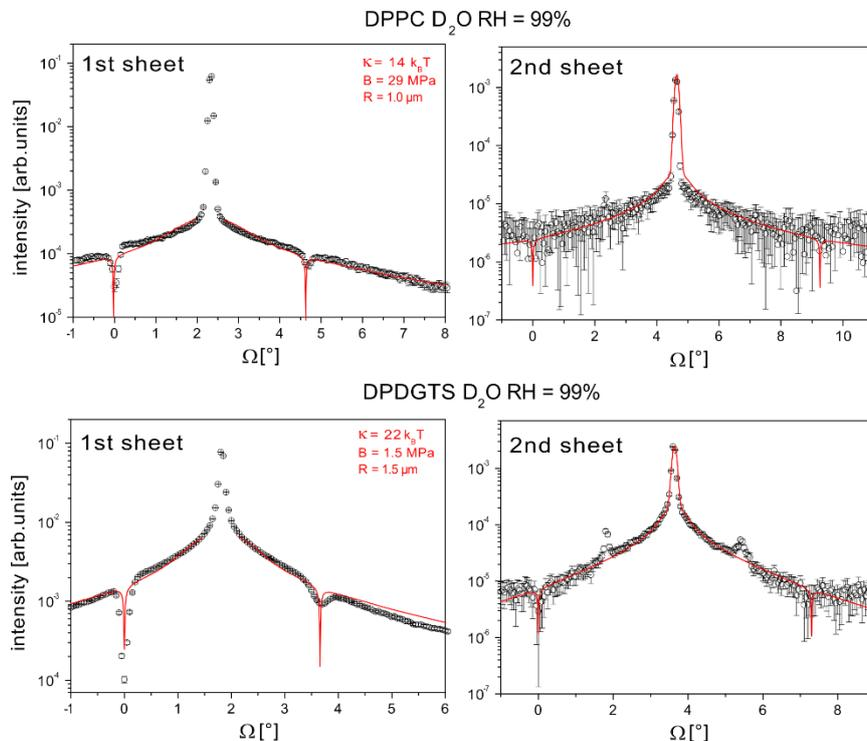 DPPC D₂O RH = 99%
1st sheet
κ = 14 k_BT
B = 29 MPa
R = 1.0 μm
10⁻¹
10⁻²
10⁻³
10⁻⁴
10⁻⁵
intensity [arb.units]
-1 0 1 2 3 4 5 6 7 8
Ω[°]
2nd sheet
10⁻³
10⁻⁴
10⁻⁵
10⁻⁶
10⁻⁷
0 2 4 6 8 10
Ω[°]
DPDGTS D₂O RH = 99%
1st sheet
κ = 22 k_BT
B = 1.5 MPa
R = 1.5 μm
10⁻¹
10⁻²
10⁻³
10⁻⁴
intensity [arb.units]
-1 0 1 2 3 4 5 6
Ω[°]
2nd sheet
10⁻³
10⁻⁴
10⁻⁵
10⁻⁶
10⁻⁷
0 2 4 6 8
Ω[°]